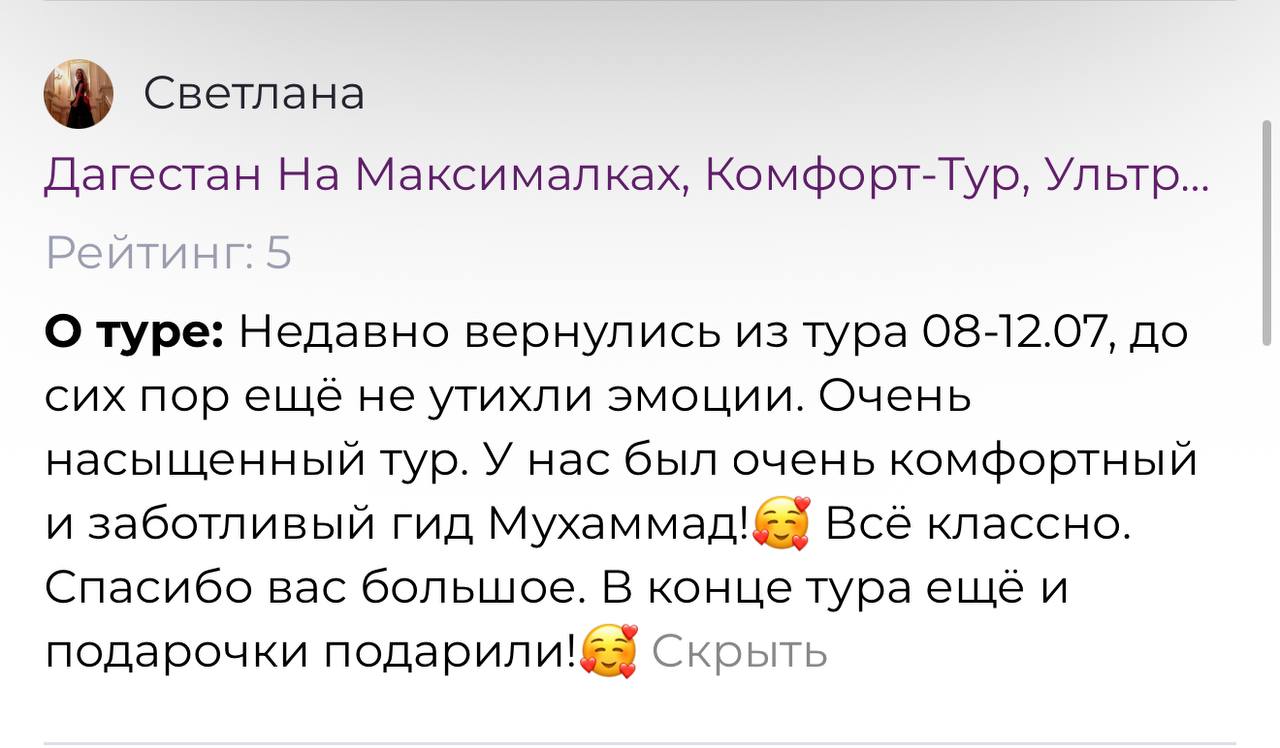 Светлана
Дагестан На Максималках, Комфорт-Тур, Ультр...
Рейтинг: 5
О туре: Недавно вернулись из тура 08-12.07, до
сих пор ещё не утихли эмоции. Очень
насыщенный тур. У нас был очень комфортный
и заботливый гид Мухаммад!🥰 Всё классно.
Спасибо вас большое. В конце тура ещё и
подарочки подарили!🥰 Скрыть